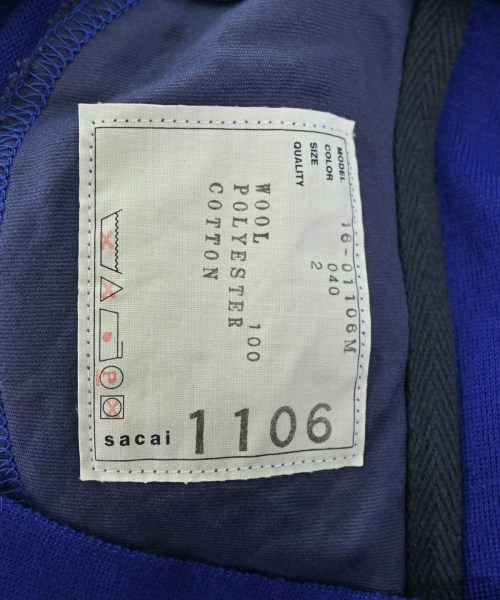 MODEL 16-01106M
COLOR 040
SIZE 2
QUALITY
WOOL 100
POLYESTER
COTTON
P
sacai 1106